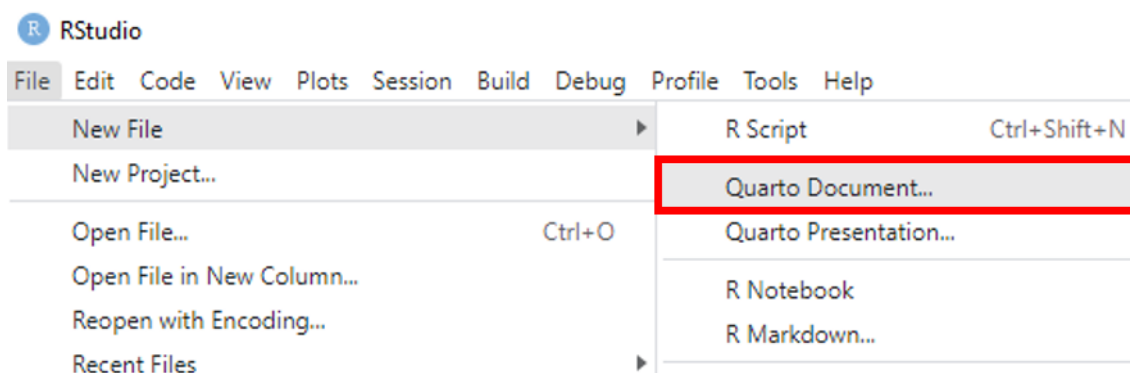 R RStudio
File Edit Code View Plots Session Build Debug Profile Tools Help
New File
New Project...
Open File... Ctrl+O
Open File in New Column...
Reopen with Encoding...
Recent Files
R Script Ctrl+Shift+N
Quarto Document...
Quarto Presentation...
R Notebook
R Markdown...